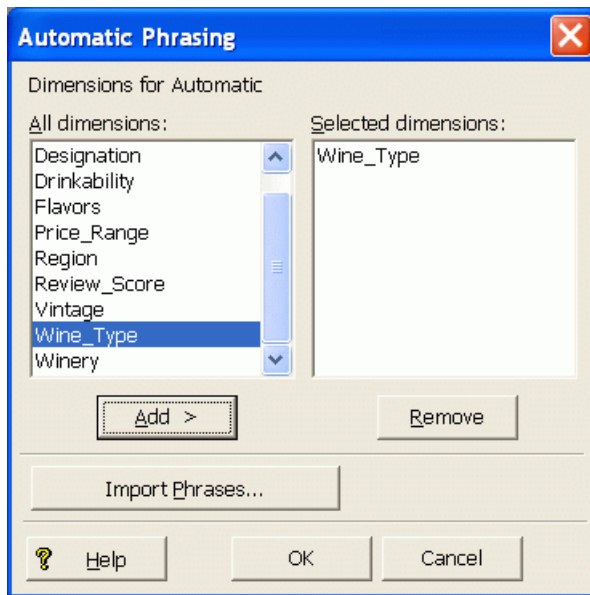 Automatic Phrasing
Dimensions for Automatic
All dimensions:
Selected dimensions:
Designation
Drinkability
Flavors
Price_Range
Region
Review_Score
Vintage
Wine_Type
Winery
Wine_Type
Add >
Remove
Import Phrases...
? Help
OK
Cancel